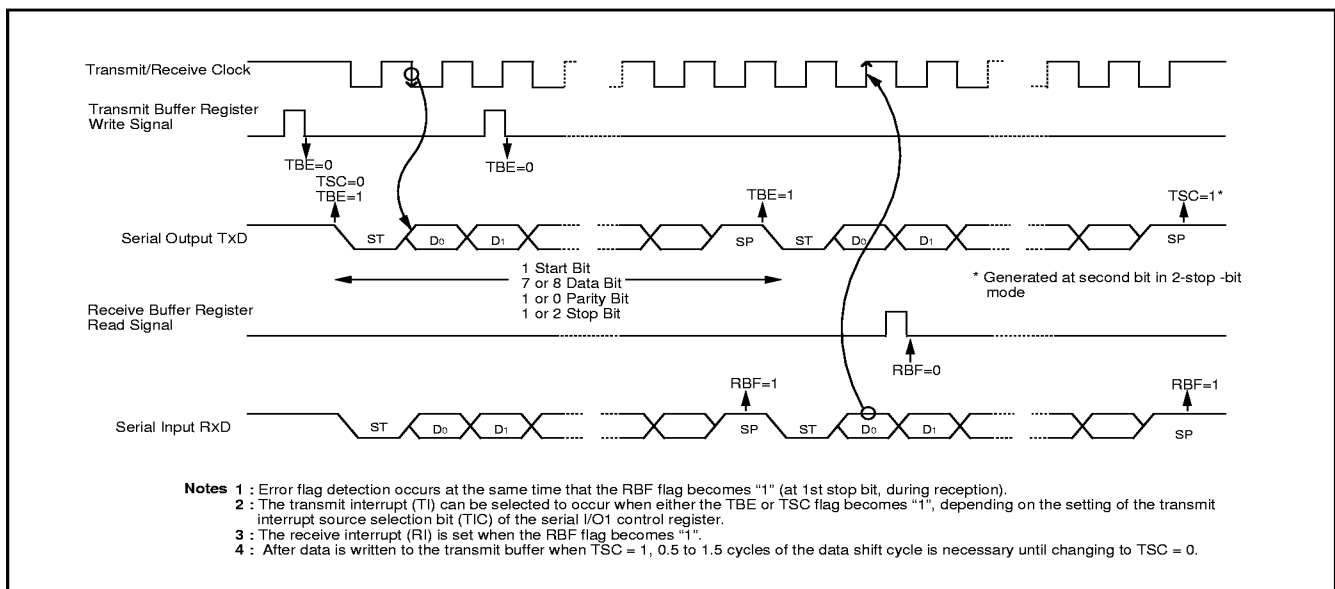 Transmit/Receive Clock
Transmit Buffer Register
Write Signal
TBE=0
TSC=0
TBE=1
TBE=0
TBE=1
TSC=1*
Serial Output TxD
ST
D0
D1
SP
ST
D0
D1
SP
1 Start Bit
7 or 8 Data Bit
1 or 0 Parity Bit
1 or 2 Stop Bit
* Generated at second bit in 2-stop -bit
mode
Receive Buffer Register
Read Signal
RBF=0
RBF=1
RBF=1
Serial Input RxD
ST
D0
D1
SP
ST
D0
D1
SP
Notes 1 : Error flag detection occurs at the same time that the RBF flag becomes “1” (at 1st stop bit, during reception).
2 : The transmit interrupt (TI) can be selected to occur when either the TBE or TSC flag becomes “1”, depending on the setting of the transmit
interrupt source selection bit (TIC) of the serial I/O1 control register.
3 : The receive interrupt (RI) is set when the RBF flag becomes “1”.
4 : After data is written to the transmit buffer when TSC = 1, 0.5 to 1.5 cycles of the data shift cycle is necessary until changing to TSC = 0.